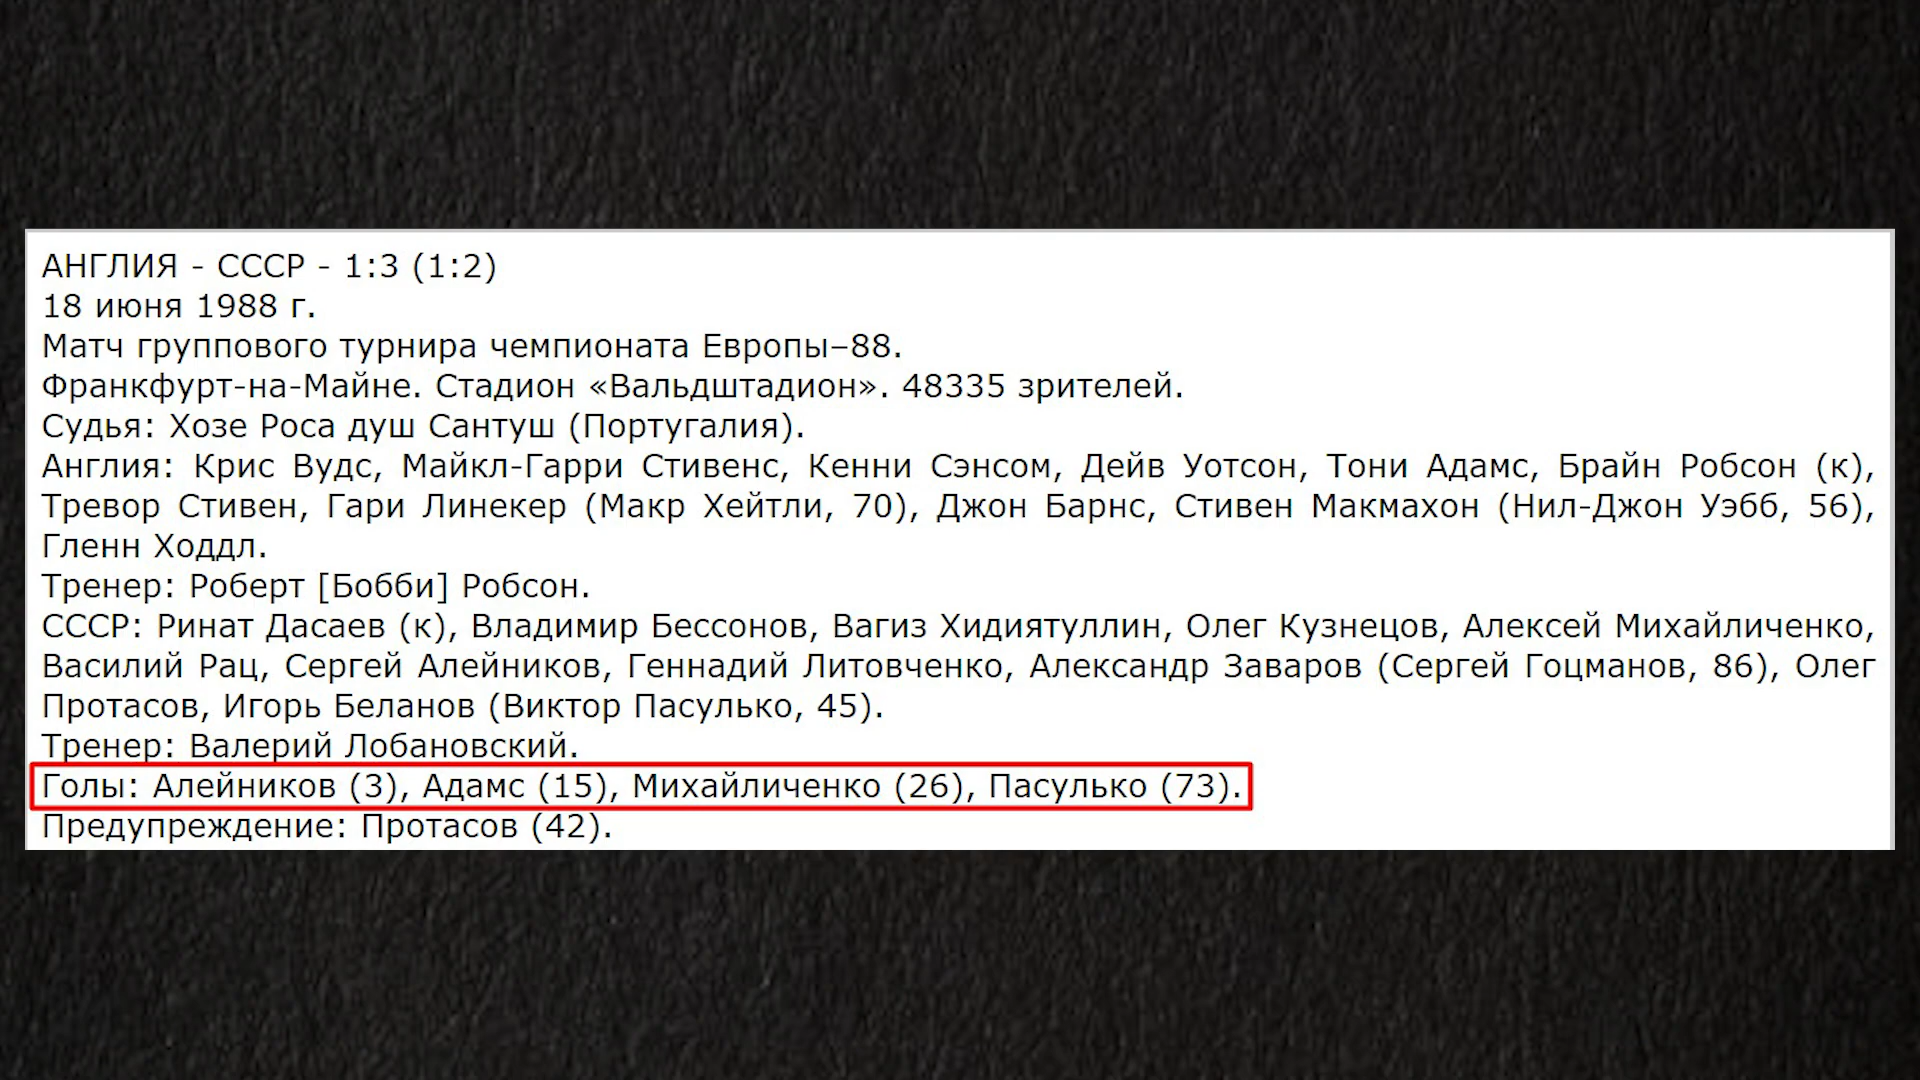 АНГЛИЯ - СССР - 1:3 (1:2)
18 июня 1988 г.
Матч группового турнира чемпионата Европы–88.
Франкфурт-на-Майне. Стадион «Вальдштадион». 48335 зрителей.
Судья: Хозе Роса душ Сантуш (Португалия).
Англия: Крис Вудс, Майкл-Гарри Стивенс, Кенни Сэнсом, Дейв Уотсон, Тони Адамс, Брайн Робсон (к),
Тревор Стивен, Гари Линекер (Макр Хейтли, 70), Джон Барнс, Стивен Макмахон (Нил-Джон Уэбб, 56),
Гленн Ходдл.
Тренер: Роберт [Бобби] Робсон.
СССР: Ринат Дасаев (к), Владимир Бессонов, Вагиз Хидиятуллин, Олег Кузнецов, Алексей Михайличенко,
Василий Рац, Сергей Алейников, Геннадий Литовченко, Александр Заваров (Сергей Гоцманов, 86), Олег
Протасов, Игорь Беланов (Виктор Пасулько, 45).
Тренер: Валерий Лобановский.
Голы: Алейников (3), Адамс (15), Михайличенко (26), Пасулько (73).
Предупреждение: Протасов (42).